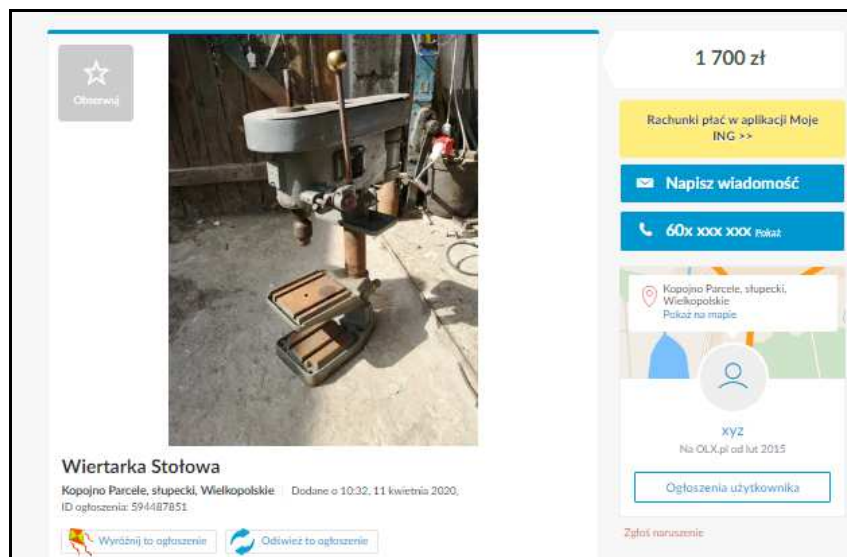 Obserwuj
1 700 zł
Rachunki płać w aplikacji Moje
ING >>
Napisz wiadomość
60x xxx xxx Pokaż
Kopojno Parcele, słupecki,
Wielkopolskie
Pokaż na mapie
xyz
Na OLX.pl od lut 2015
Ogłoszenia użytkownika
Zgłoś naruszenie
Wiertarka Stołowa
Kopojno Parcele, słupecki, Wielkopolskie Dodane o 10:32, 11 kwietnia 2020,
ID ogłoszenia: 594487851
Wyróżnij to ogłoszenie Odśwież to ogłoszenie